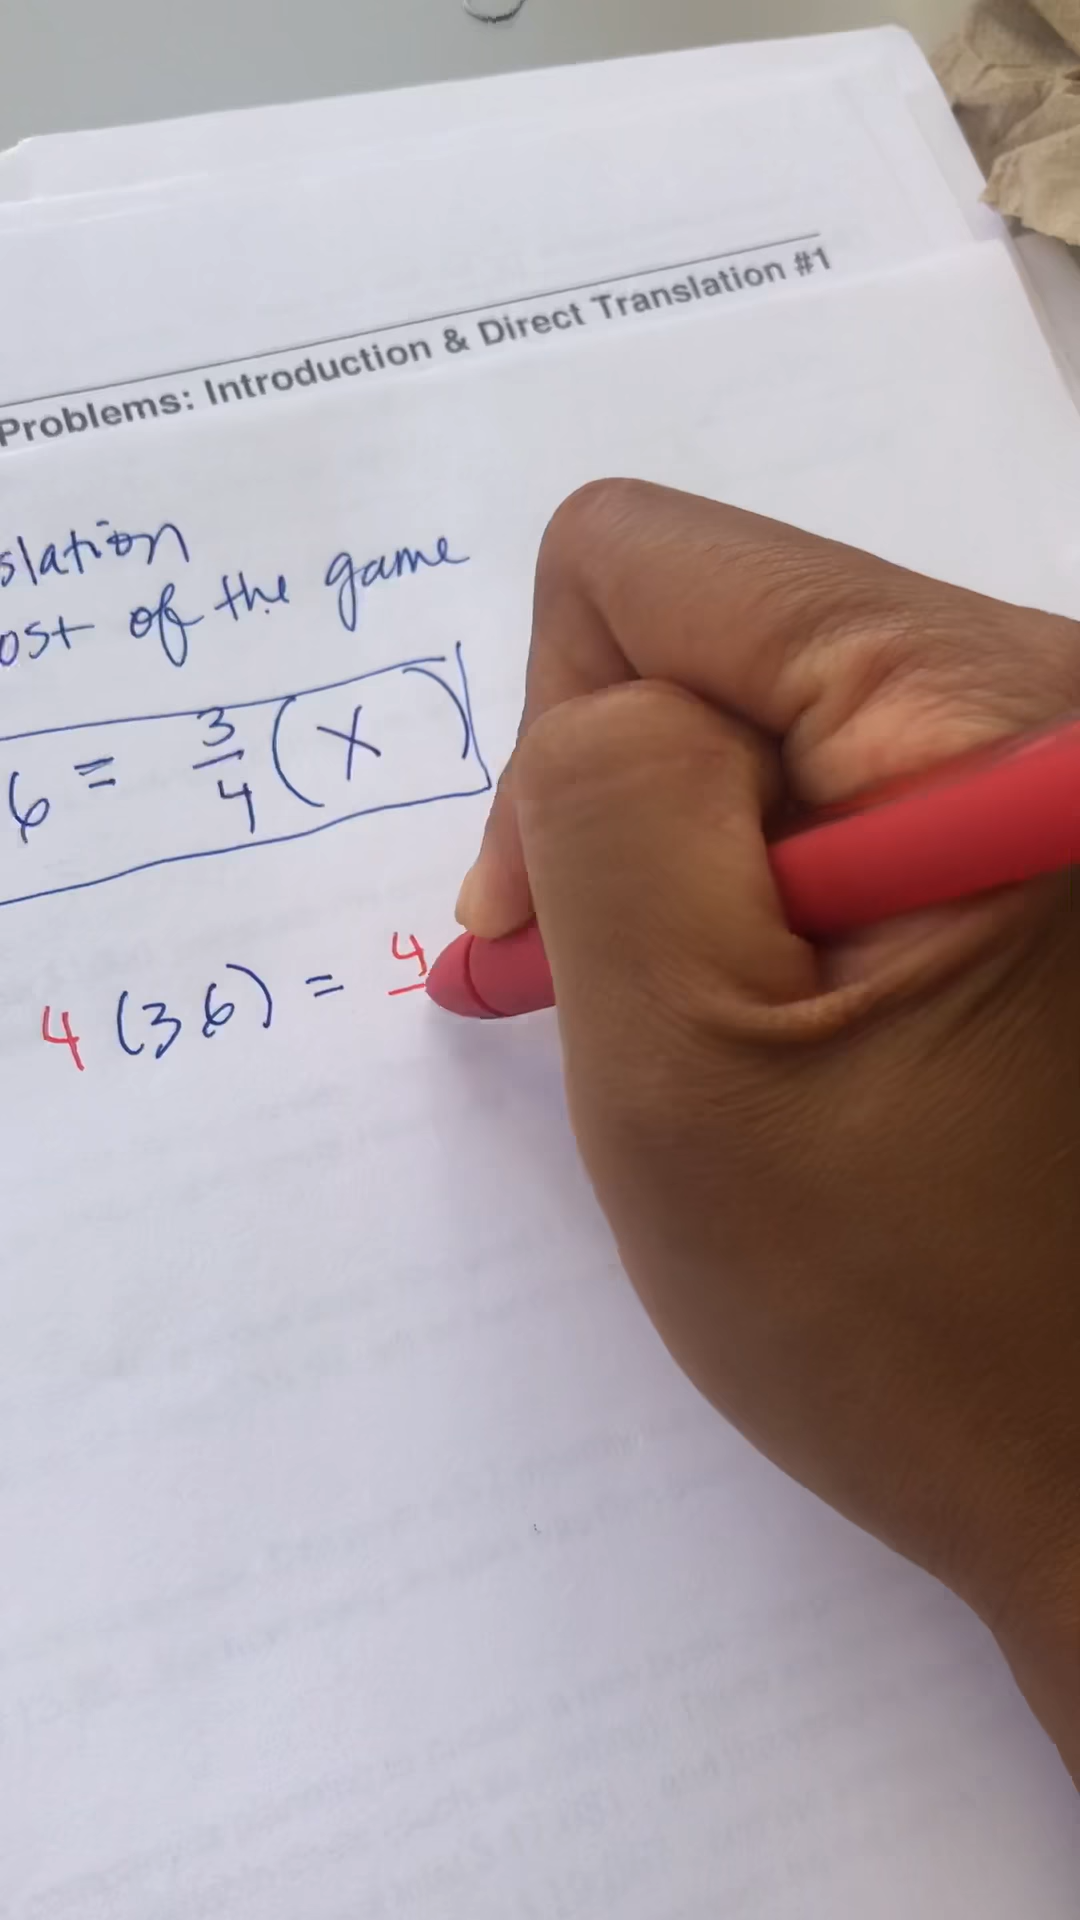 Problems: Introduction & Direct Translation #1
slation
ost of the game
6 = 3/4 (x)
4 (36) = 4